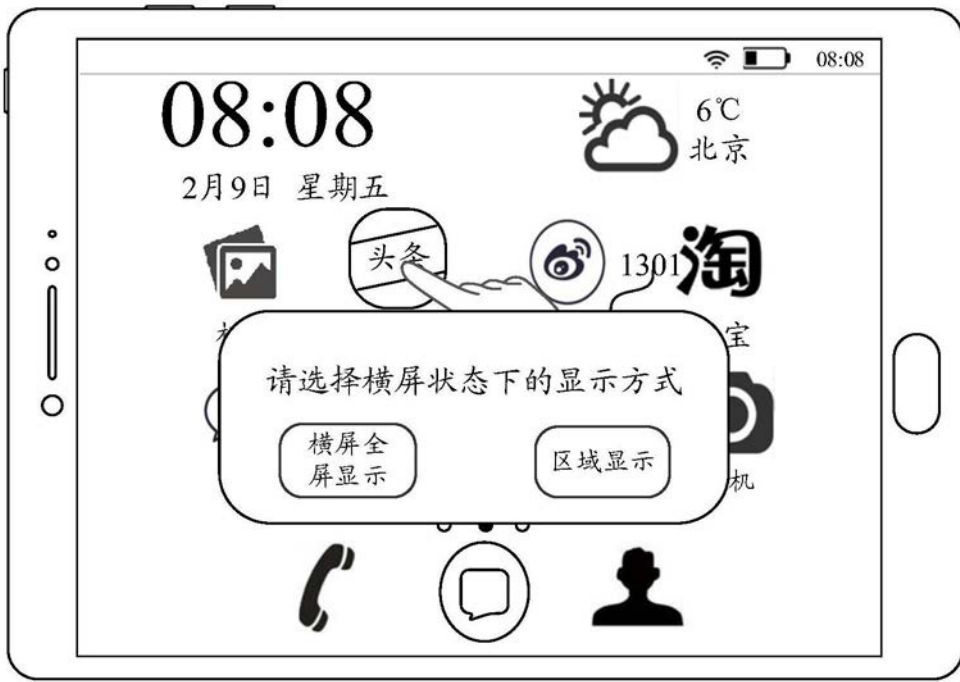 08:08
08:08
6℃
北京
2月9日 星期五
头条
1301
淘
宝
请选择横屏状态下的显示方式
横屏全
屏显示
区域显示
机